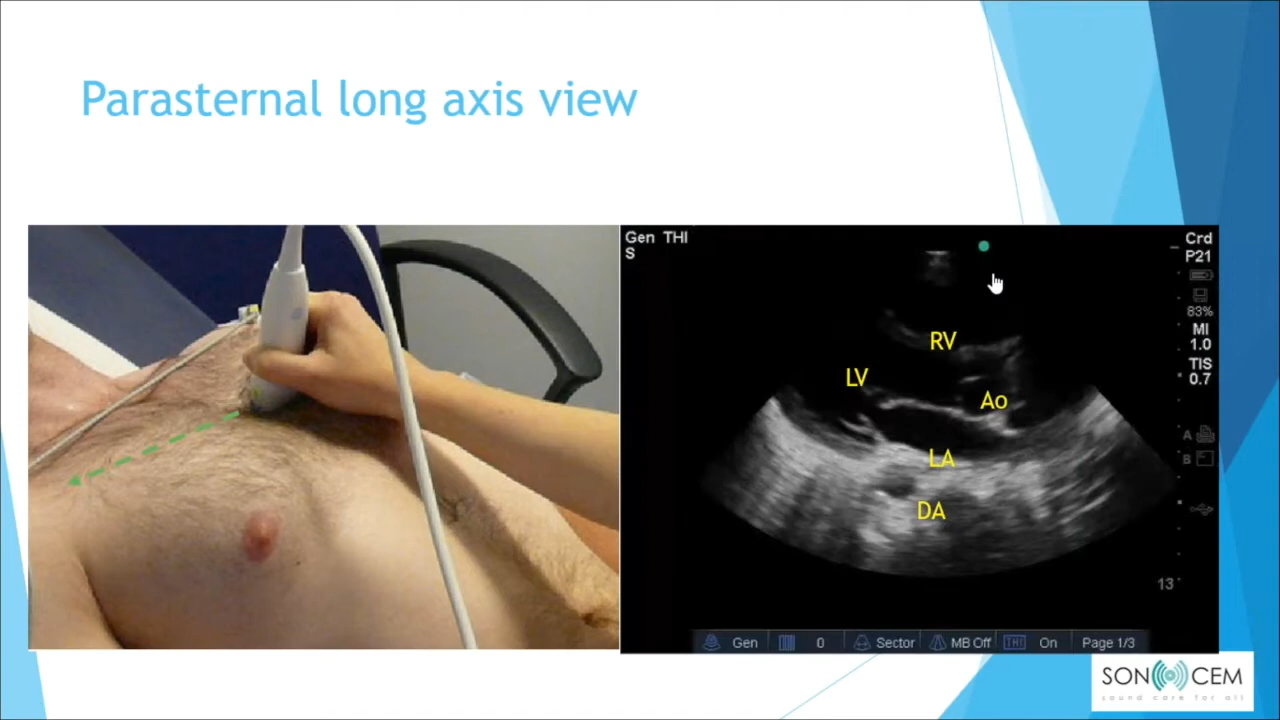 Parasternal long axis view
Gen THI
S
Crd
P21
83%
MI
1.0
TIS
0.7
RV
LV
Ao
LA
DA
A
B
13
Gen 0 Sector MB Off THI On Page 1/3
SONOCEM
sound care for all